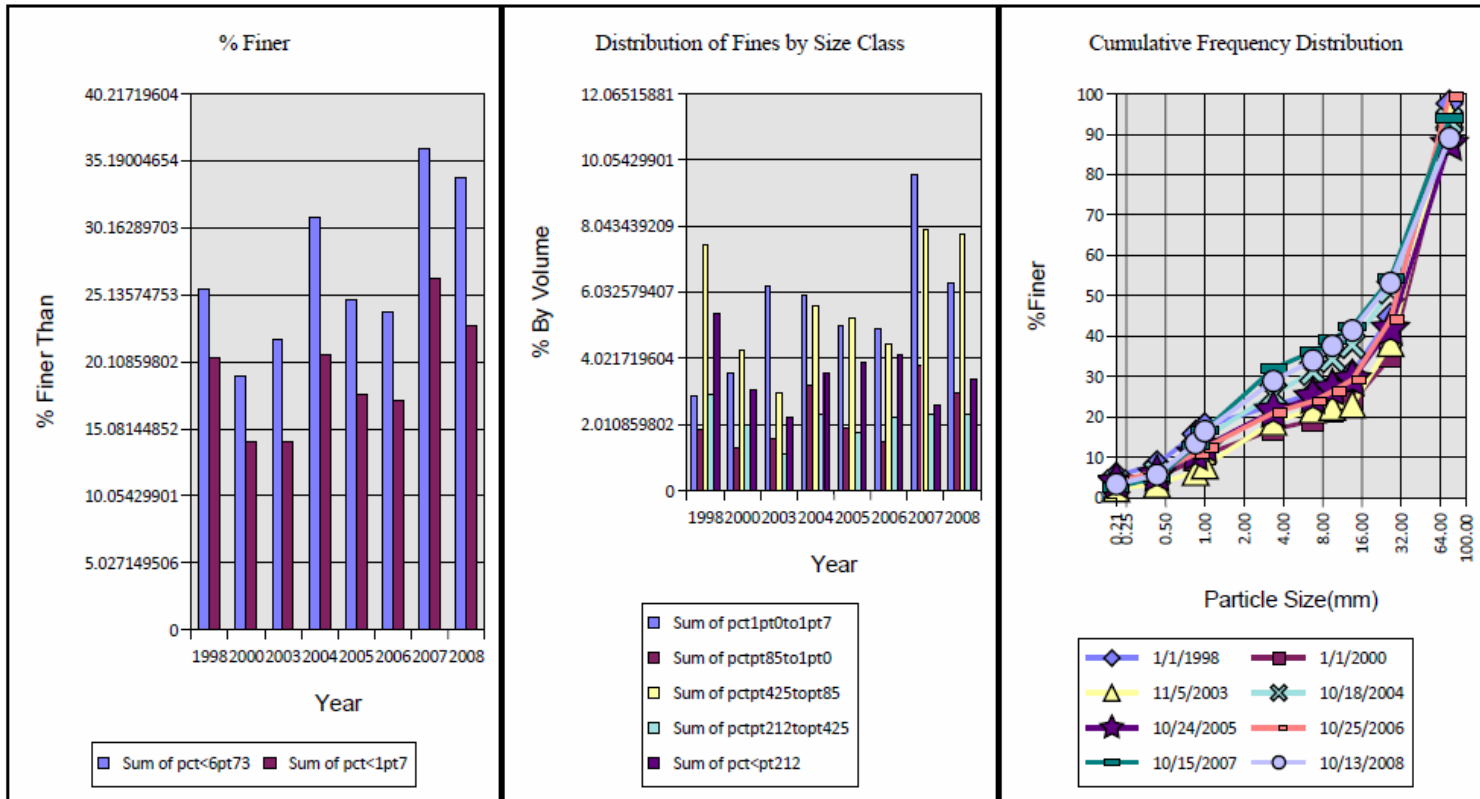 % Finer
40.21719604
35.19004654
30.16289703
25.13574753
20.10859802
15.08144852
10.05429901
5.027149506
0
% Finer Than
1998 2000 2003 2004 2005 2006 2007 2008
Year
Sum of pct<6pt73 Sum of pct<1pt7
Distribution of Fines by Size Class
12.06515881
10.05429901
8.043439209
6.032579407
4.021719604
2.010859802
0
% By Volume
1998 2000 2003 2004 2005 2006 2007 2008
Year
Sum of pct1pt0to1pt7
Sum of pctpt85to1pt0
Sum of pctpt425topt85
Sum of pctpt212topt425
Sum of pct<pt212
Cumulative Frequency Distribution
100
90
80
70
60
50
40
30
20
10
0
%Finer
0.21 0.25 0.50 1.00 2.00 4.00 8.00 16.00 32.00 64.00 100.00
Particle Size(mm)
1/1/1998 1/1/2000
11/5/2003 10/18/2004
10/24/2005 10/25/2006
10/15/2007 10/13/2008